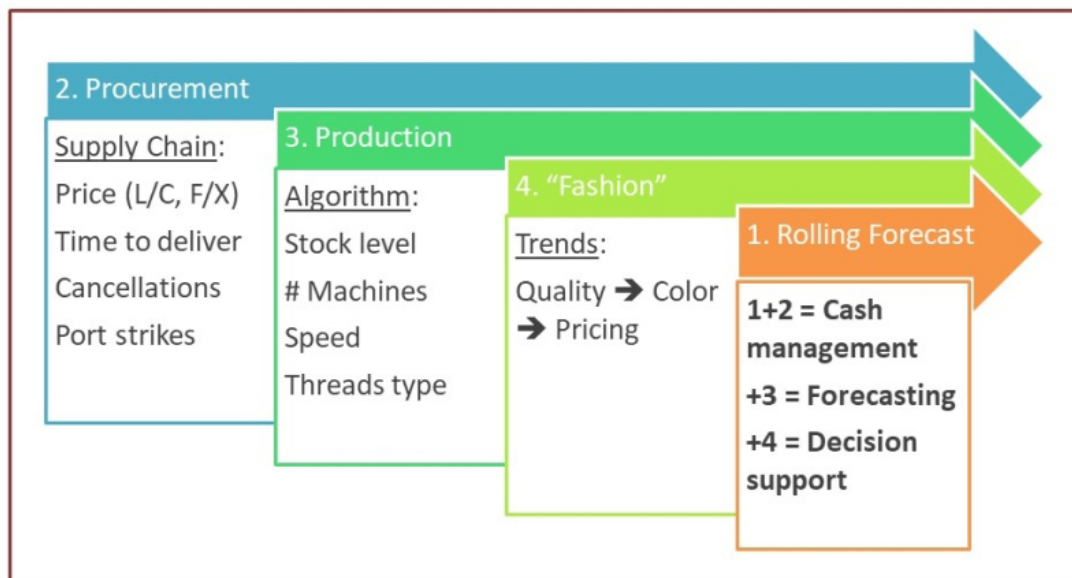 2. Procurement
Supply Chain:
Price (L/C, F/X)
Time to deliver
Cancellations
Port strikes
3. Production
Algorithm:
Stock level
# Machines
Speed
Threads type
4. “Fashion”
Trends:
Quality ➔ Color
➔ Pricing
1. Rolling Forecast
1+2 = Cash
management
+3 = Forecasting
+4 = Decision
support